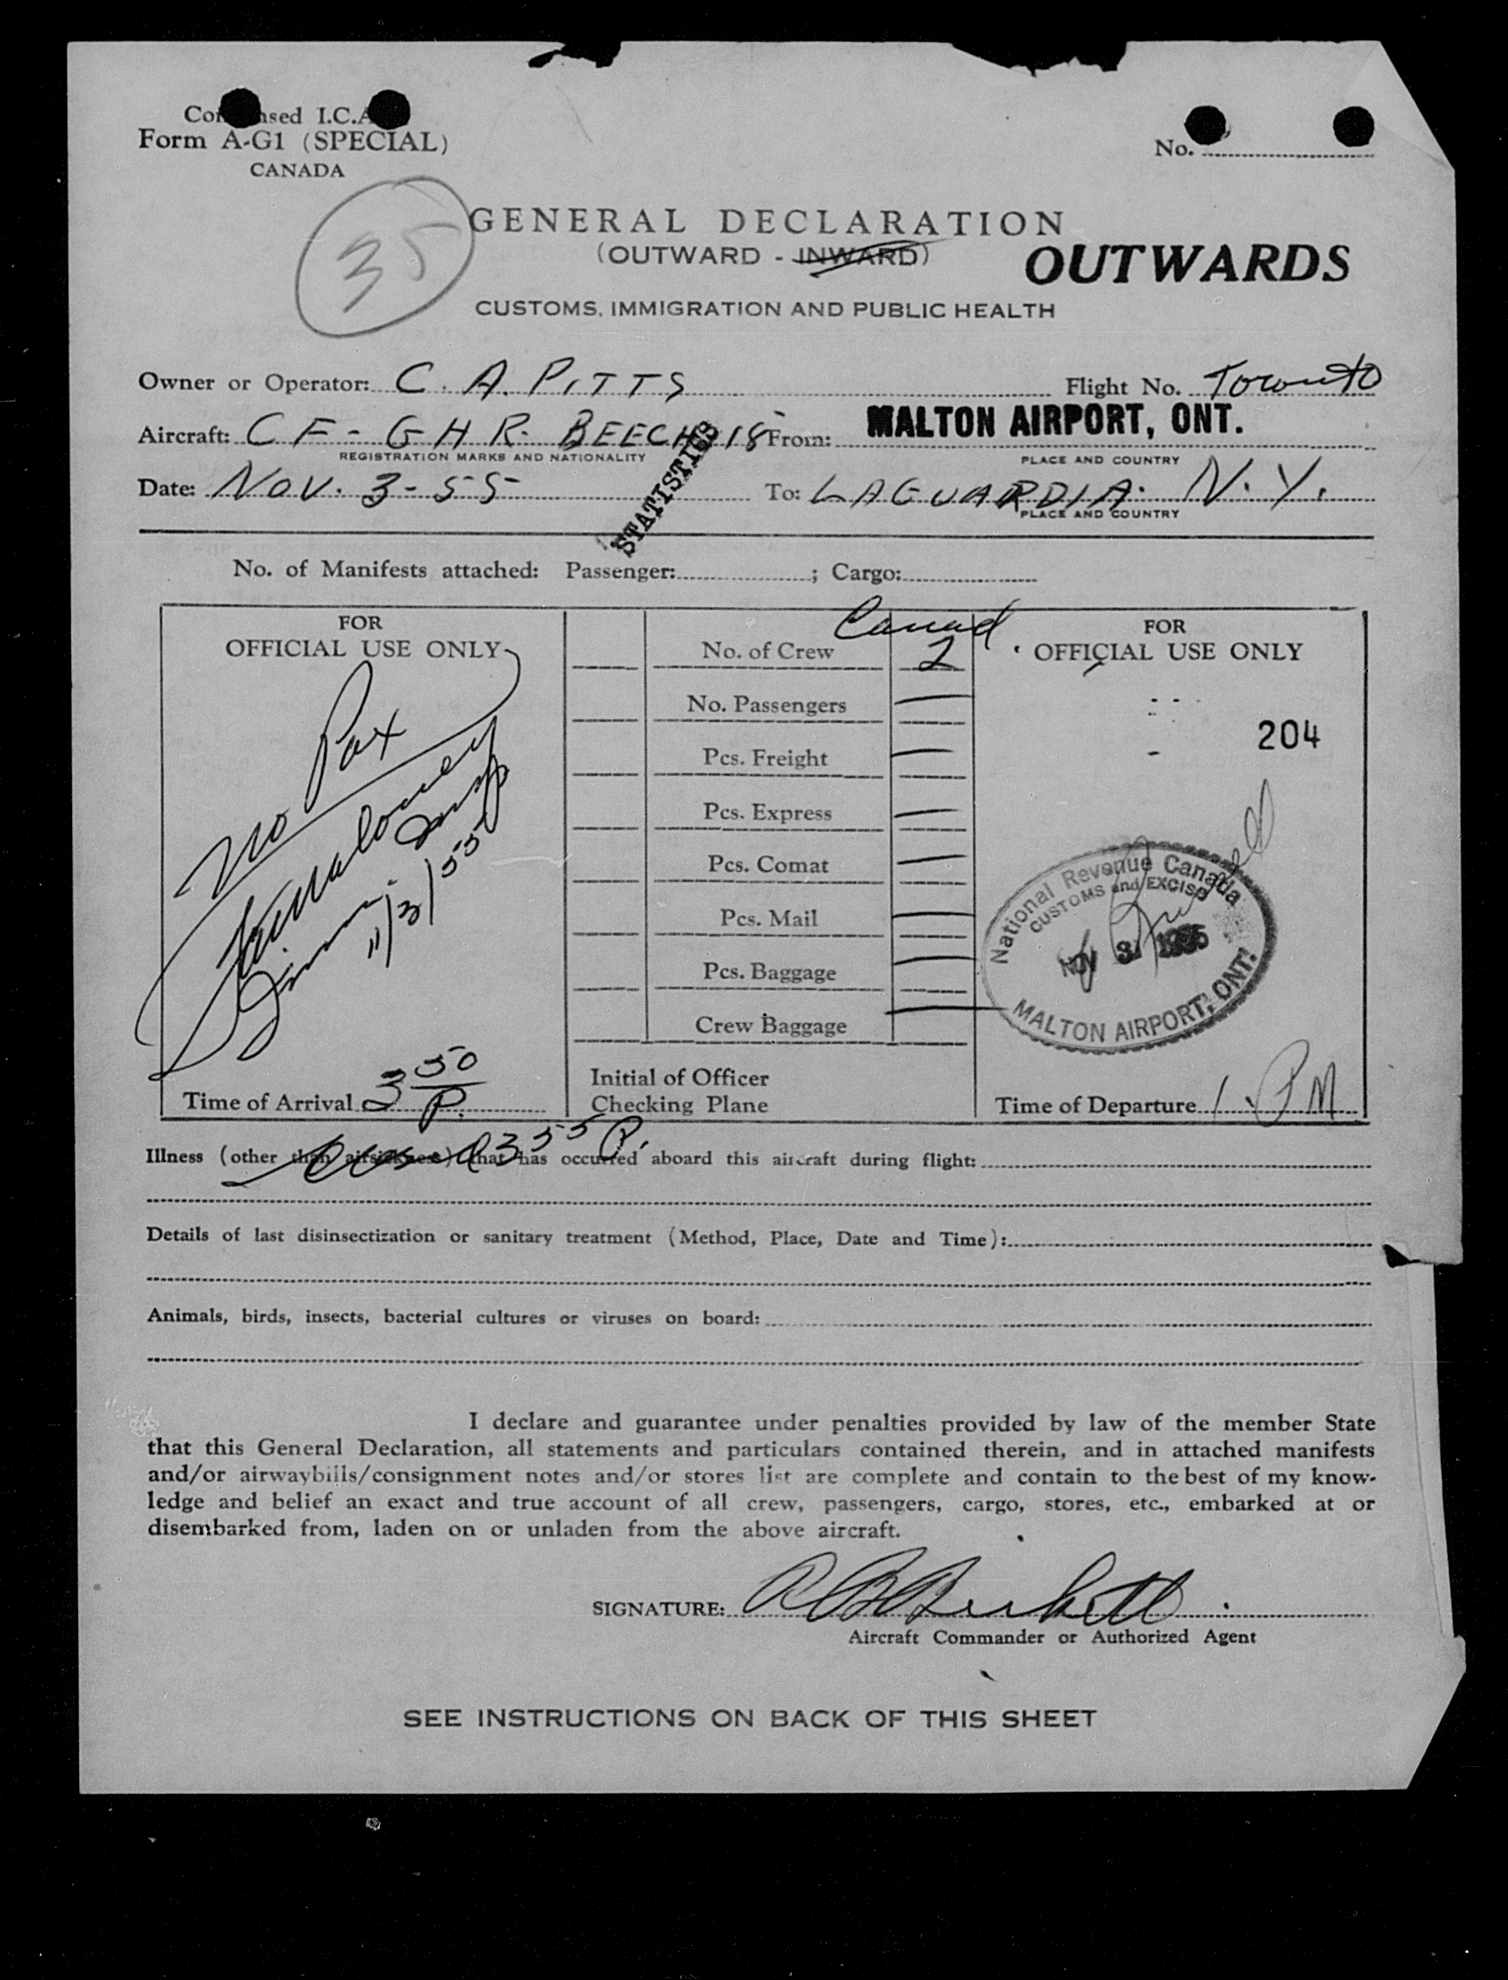 Form A-G1 (SPECIAL)
CANADA
No.
35
GENERAL DECLARATION
(OUTWARD - INWARD)
OUTWARDS
CUSTOMS, IMMIGRATION AND PUBLIC HEALTH
Owner or Operator: C. A. PITTS Flight No. Toronto
Aircraft: CF-GHR. BEECH 18 From: MALTON AIRPORT, ONT.
REGISTRATION MARKS AND NATIONALITY PLACE AND COUNTRY
Date: NOV. 3-55 To: LAGUARDIA. N.Y.
PLACE AND COUNTRY
STATISTICS
No. of Manifests attached: Passenger: ; Cargo:
FOR
OFFICIAL USE ONLY
No Pax
Insp
11/3/55
Time of Arrival 3 50 P.
Canad
No. of Crew 2
No. Passengers
Pcs. Freight
Pcs. Express
Pcs. Comat
Pcs. Mail
Pcs. Baggage
Crew Baggage
Initial of Officer
Checking Plane
FOR
OFFICIAL USE ONLY
204
National Revenue Canada
CUSTOMS and EXCISE
NOV 3 1955
MALTON AIRPORT, ONT.
Time of Departure 1. PM
355 P.
Illness (other than airsickness) that has occurred aboard this aircraft during flight:
Details of last disinsectization or sanitary treatment (Method, Place, Date and Time):
Animals, birds, insects, bacterial cultures or viruses on board:
I declare and guarantee under penalties provided by law of the member State
that this General Declaration, all statements and particulars contained therein, and in attached manifests
and/or airwaybills/consignment notes and/or stores list are complete and contain to the best of my know-
ledge and belief an exact and true account of all crew, passengers, cargo, stores, etc., embarked at or
disembarked from, laden on or unladen from the above aircraft.
SIGNATURE:
Aircraft Commander or Authorized Agent
SEE INSTRUCTIONS ON BACK OF THIS SHEET